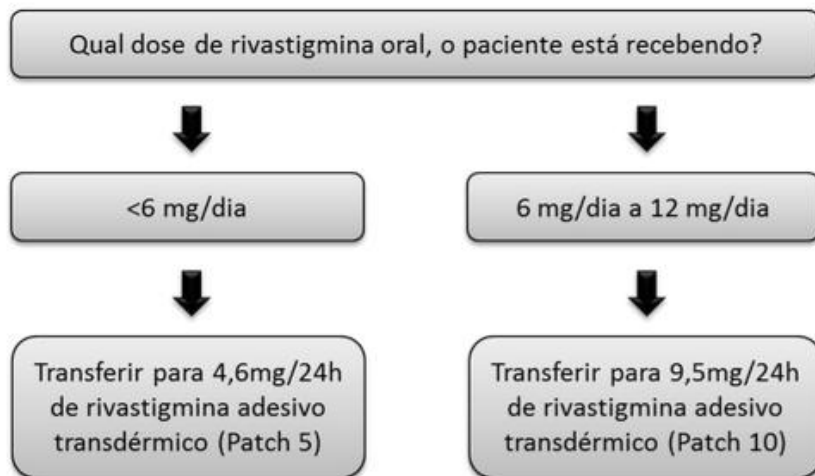 Qual dose de rivastigmina oral, o paciente está recebendo?
<6 mg/dia
6 mg/dia a 12 mg/dia
Transferir para 4,6mg/24h
de rivastigmina adesivo
transdérmico (Patch 5)
Transferir para 9,5mg/24h
de rivastigmina adesivo
transdérmico (Patch 10)